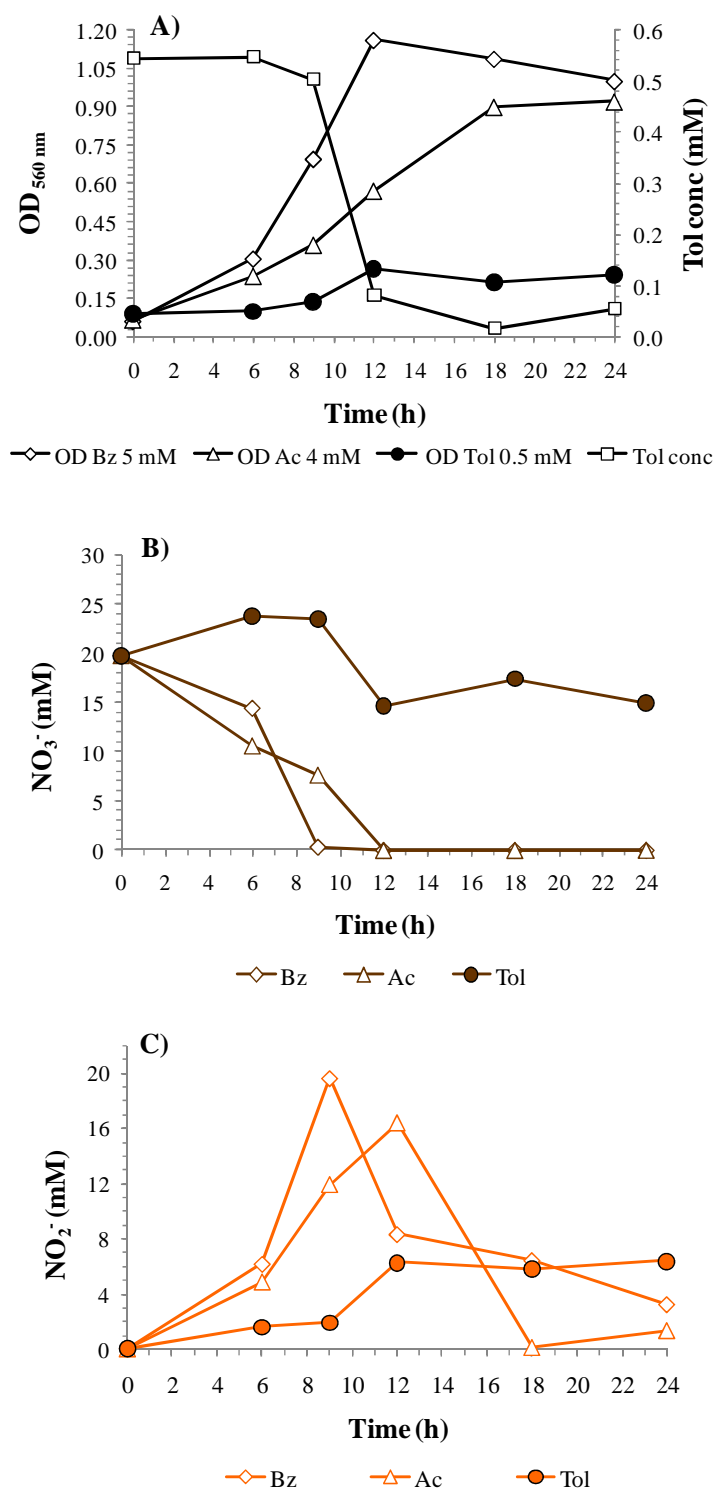 A)
1.20
1.05
0.90
0.75
0.60
0.45
0.30
0.15
0.00
OD560 nm
0.6
0.5
0.4
0.3
0.2
0.1
0.0
Tol conc (mM)
0 2 4 6 8 10 12 14 16 18 20 22 24
Time (h)
OD Bz 5 mM OD Ac 4 mM OD Tol 0.5 mM Tol conc
B)
30
25
20
15
10
5
0
NO3- (mM)
0 2 4 6 8 10 12 14 16 18 20 22 24
Time (h)
Bz Ac Tol
C)
20
16
12
8
4
0
NO2- (mM)
0 2 4 6 8 10 12 14 16 18 20 22 24
Time (h)
Bz Ac Tol